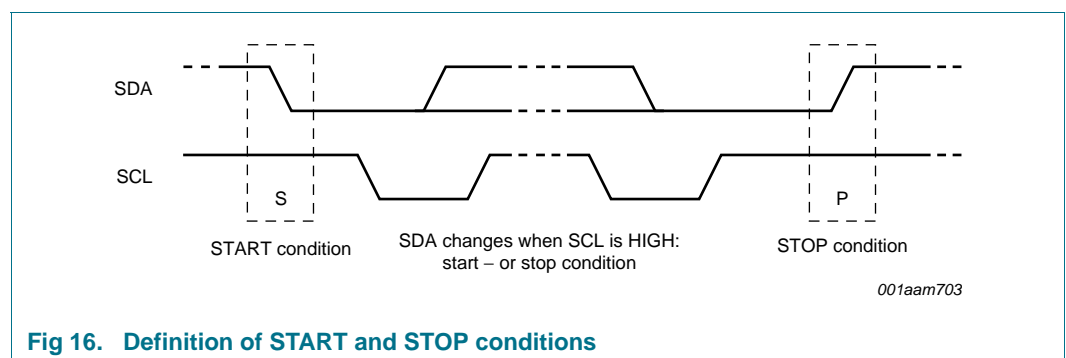 SDA
SCL
S
P
START condition
SDA changes when SCL is HIGH:
start – or stop condition
STOP condition
001aam703
Fig 16. Definition of START and STOP conditions